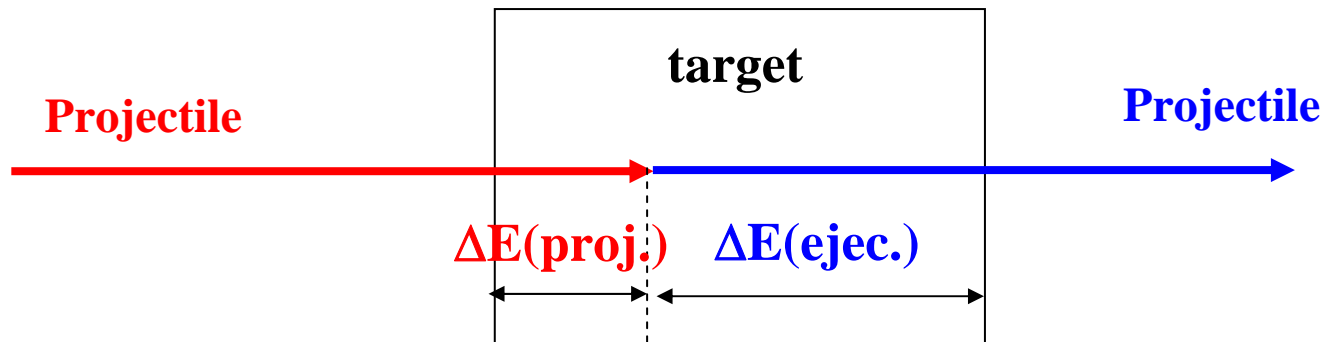 target
Projectile
Projectile
ΔE(proj.)
ΔE(ejec.)